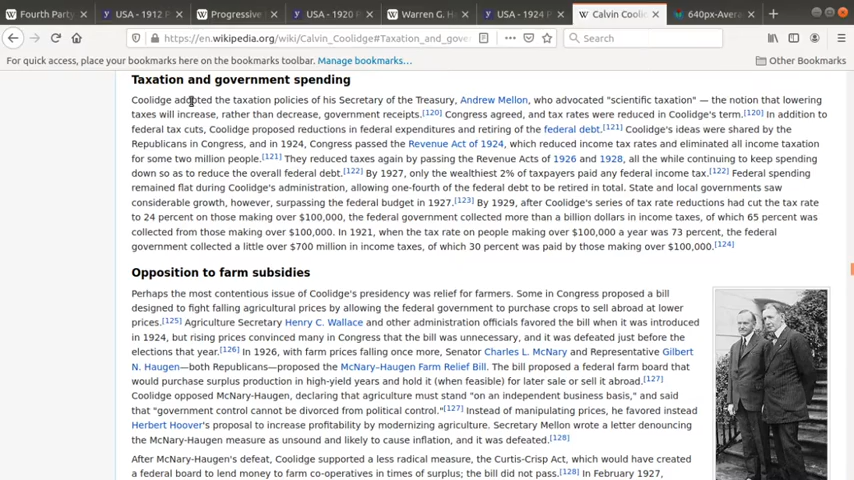 Fourth Party
USA - 1912 P
Progressive
USA - 1920 P
Warren G. H
USA - 1924 P
Calvin Coolid
640px-Avera
https://en.wikipedia.org/wiki/Calvin_Coolidge#Taxation_and_gove
Search
For quick access, place your bookmarks here on the bookmarks toolbar. Manage bookmarks...
Other Bookmarks
Taxation and government spending
Coolidge adopted the taxation policies of his Secretary of the Treasury, Andrew Mellon, who advocated "scientific taxation" — the notion that lowering
taxes will increase, rather than decrease, government receipts.[120] Congress agreed, and tax rates were reduced in Coolidge's term.[120] In addition to
federal tax cuts, Coolidge proposed reductions in federal expenditures and retiring of the federal debt.[121] Coolidge's ideas were shared by the
Republicans in Congress, and in 1924, Congress passed the Revenue Act of 1924, which reduced income tax rates and eliminated all income taxation
for some two million people.[121] They reduced taxes again by passing the Revenue Acts of 1926 and 1928, all the while continuing to keep spending
down so as to reduce the overall federal debt.[122] By 1927, only the wealthiest 2% of taxpayers paid any federal income tax.[122] Federal spending
remained flat during Coolidge's administration, allowing one-fourth of the federal debt to be retired in total. State and local governments saw
considerable growth, however, surpassing the federal budget in 1927.[123] By 1929, after Coolidge's series of tax rate reductions had cut the tax rate
to 24 percent on those making over $100,000, the federal government collected more than a billion dollars in income taxes, of which 65 percent was
collected from those making over $100,000. In 1921, when the tax rate on people making over $100,000 a year was 73 percent, the federal
government collected a little over $700 million in income taxes, of which 30 percent was paid by those making over $100,000.[124]
Opposition to farm subsidies
Perhaps the most contentious issue of Coolidge's presidency was relief for farmers. Some in Congress proposed a bill
designed to fight falling agricultural prices by allowing the federal government to purchase crops to sell abroad at lower
prices.[125] Agriculture Secretary Henry C. Wallace and other administration officials favored the bill when it was introduced
in 1924, but rising prices convinced many in Congress that the bill was unnecessary, and it was defeated just before the
elections that year.[126] In 1926, with farm prices falling once more, Senator Charles L. McNary and Representative Gilbert
N. Haugen—both Republicans—proposed the McNary–Haugen Farm Relief Bill. The bill proposed a federal farm board that
would purchase surplus production in high-yield years and hold it (when feasible) for later sale or sell it abroad.[127]
Coolidge opposed McNary-Haugen, declaring that agriculture must stand "on an independent business basis," and said
that "government control cannot be divorced from political control."[127] Instead of manipulating prices, he favored instead
Herbert Hoover's proposal to increase profitability by modernizing agriculture. Secretary Mellon wrote a letter denouncing
the McNary-Haugen measure as unsound and likely to cause inflation, and it was defeated.[128]
After McNary-Haugen's defeat, Coolidge supported a less radical measure, the Curtis-Crisp Act, which would have created
a federal board to lend money to farm co-operatives in times of surplus; the bill did not pass.[128] In February 1927,